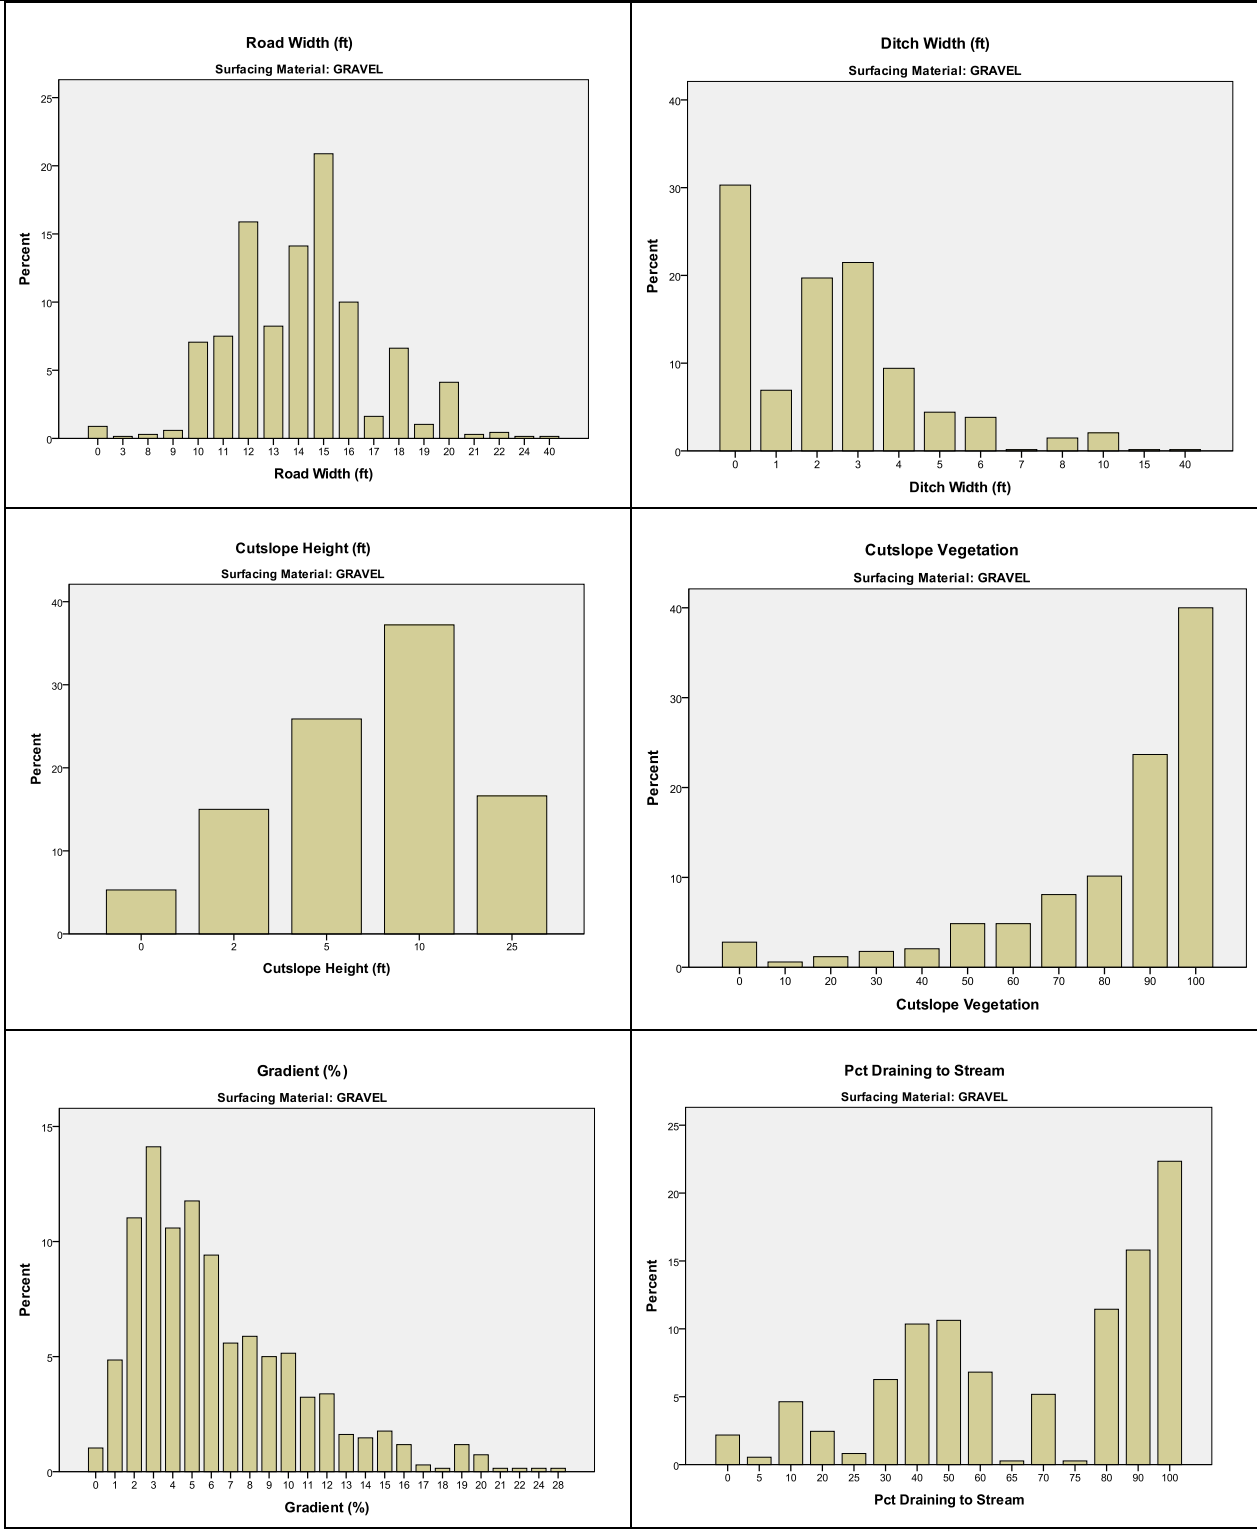 Road Width (ft)
Surfacing Material: GRAVEL
25
20
15
10
5
0
Percent
0 3 8 9 10 11 12 13 14 15 16 17 18 19 20 21 22 24 40
Road Width (ft)
Ditch Width (ft)
Surfacing Material: GRAVEL
40
30
20
10
0
Percent
0 1 2 3 4 5 6 7 8 10 15 40
Ditch Width (ft)
Cutslope Height (ft)
Surfacing Material: GRAVEL
40
30
20
10
0
Percent
0 2 5 10 25
Cutslope Height (ft)
Cutslope Vegetation
Surfacing Material: GRAVEL
40
30
20
10
0
Percent
0 10 20 30 40 50 60 70 80 90 100
Cutslope Vegetation
Gradient (%)
Surfacing Material: GRAVEL
15
10
5
0
Percent
0 1 2 3 4 5 6 7 8 9 10 11 12 13 14 15 16 17 18 19 20 21 22 24 28
Gradient (%)
Pct Draining to Stream
Surfacing Material: GRAVEL
25
20
15
10
5
0
Percent
0 5 10 20 25 30 40 50 60 65 70 75 80 90 100
Pct Draining to Stream